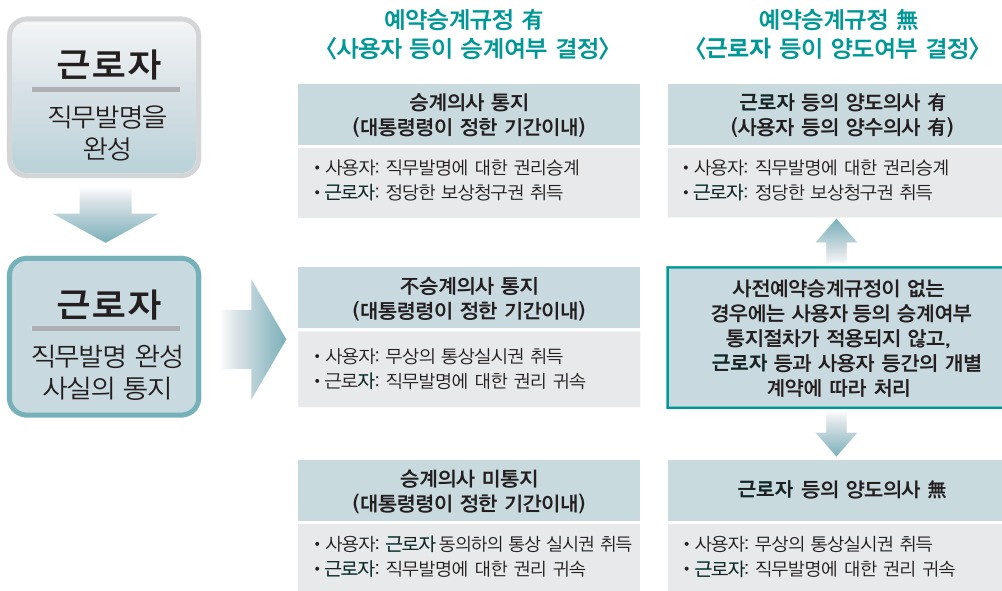 근로자
직무발명을
완성
근로자
직무발명 완성
사실의 통지
예약승계규정 有
〈사용자 등이 승계여부 결정〉
승계의사 통지
(대통령령이 정한 기간이내)
• 사용자: 직무발명에 대한 권리승계
• 근로자: 정당한 보상청구권 취득
不승계의사 통지
(대통령령이 정한 기간이내)
• 사용자: 무상의 통상실시권 취득
• 근로자: 직무발명에 대한 권리 귀속
승계의사 미통지
(대통령령이 정한 기간이내)
• 사용자: 근로자 동의하의 통상 실시권 취득
• 근로자: 직무발명에 대한 권리 귀속
예약승계규정 無
〈근로자 등이 양도여부 결정〉
근로자 등의 양도의사 有
(사용자 등의 양수의사 有)
• 사용자: 직무발명에 대한 권리승계
• 근로자: 정당한 보상청구권 취득
사전예약승계규정이 없는
경우에는 사용자 등의 승계여부
통지절차가 적용되지 않고,
근로자 등과 사용자 등간의 개별
계약에 따라 처리
근로자 등의 양도의사 無
• 사용자: 무상의 통상실시권 취득
• 근로자: 직무발명에 대한 권리 귀속